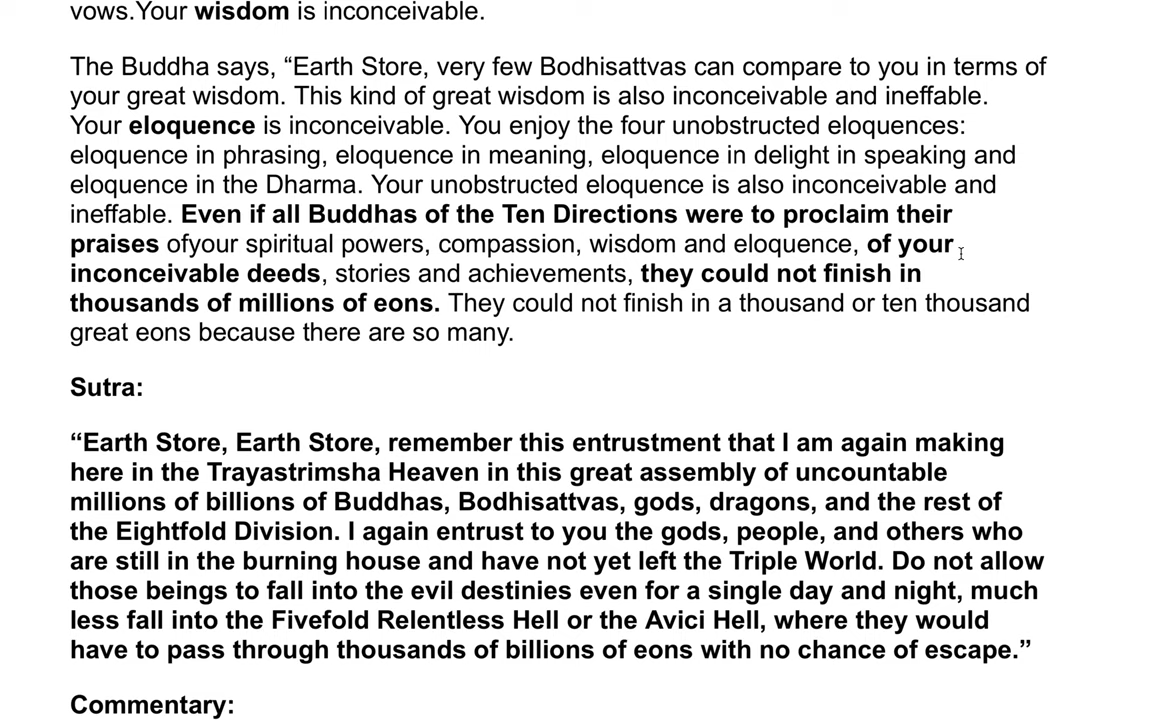 vows.Your wisdom is inconceivable.
The Buddha says, “Earth Store, very few Bodhisattvas can compare to you in terms of
your great wisdom. This kind of great wisdom is also inconceivable and ineffable.
Your eloquence is inconceivable. You enjoy the four unobstructed eloquences:
eloquence in phrasing, eloquence in meaning, eloquence in delight in speaking and
eloquence in the Dharma. Your unobstructed eloquence is also inconceivable and
ineffable. Even if all Buddhas of the Ten Directions were to proclaim their
praises ofyour spiritual powers, compassion, wisdom and eloquence, of your
inconceivable deeds, stories and achievements, they could not finish in
thousands of millions of eons. They could not finish in a thousand or ten thousand
great eons because there are so many.
Sutra:
“Earth Store, Earth Store, remember this entrustment that I am again making
here in the Trayastrimsha Heaven in this great assembly of uncountable
millions of billions of Buddhas, Bodhisattvas, gods, dragons, and the rest of
the Eightfold Division. I again entrust to you the gods, people, and others who
are still in the burning house and have not yet left the Triple World. Do not allow
those beings to fall into the evil destinies even for a single day and night, much
less fall into the Fivefold Relentless Hell or the Avici Hell, where they would
have to pass through thousands of billions of eons with no chance of escape.”
Commentary: